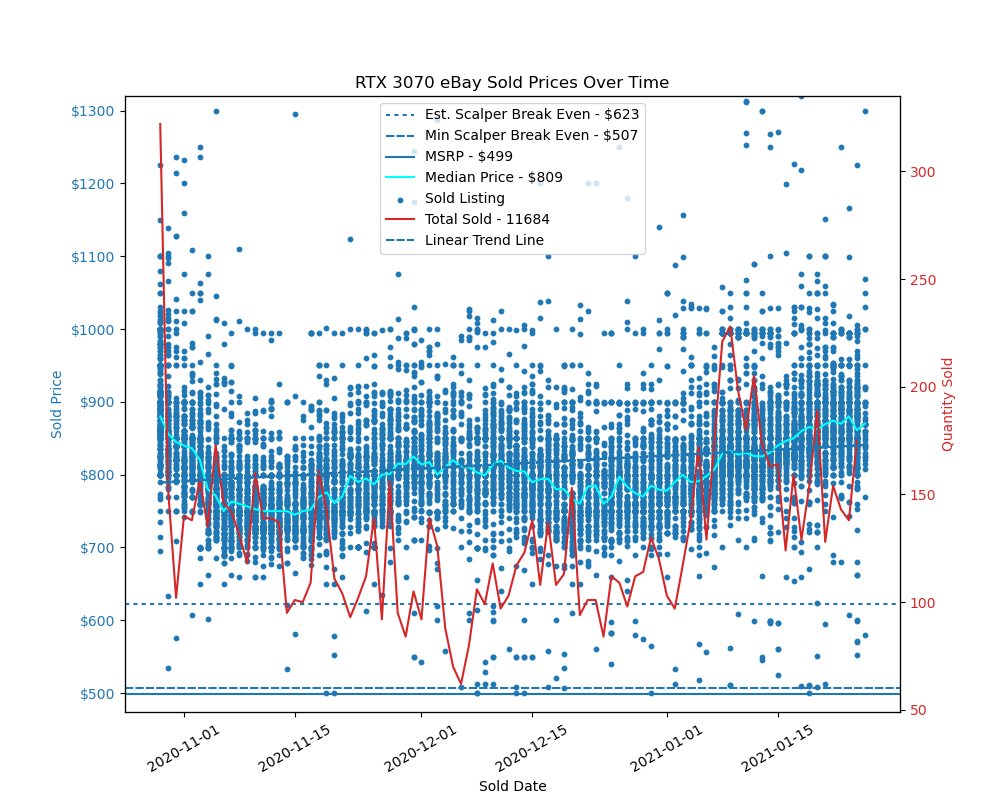 RTX 3070 eBay Sold Prices Over Time
$1300
$1200
$1100
$1000
$900
$800
$700
$600
$500
Sold Price
Est. Scalper Break Even - $623
Min Scalper Break Even - $507
MSRP - $499
Median Price - $809
Sold Listing
Total Sold - 11684
Linear Trend Line
300
250
200
150
100
50
Quantity Sold
2020-11-01
2020-11-15
2020-12-01
2020-12-15
2021-01-01
2021-01-15
Sold Date